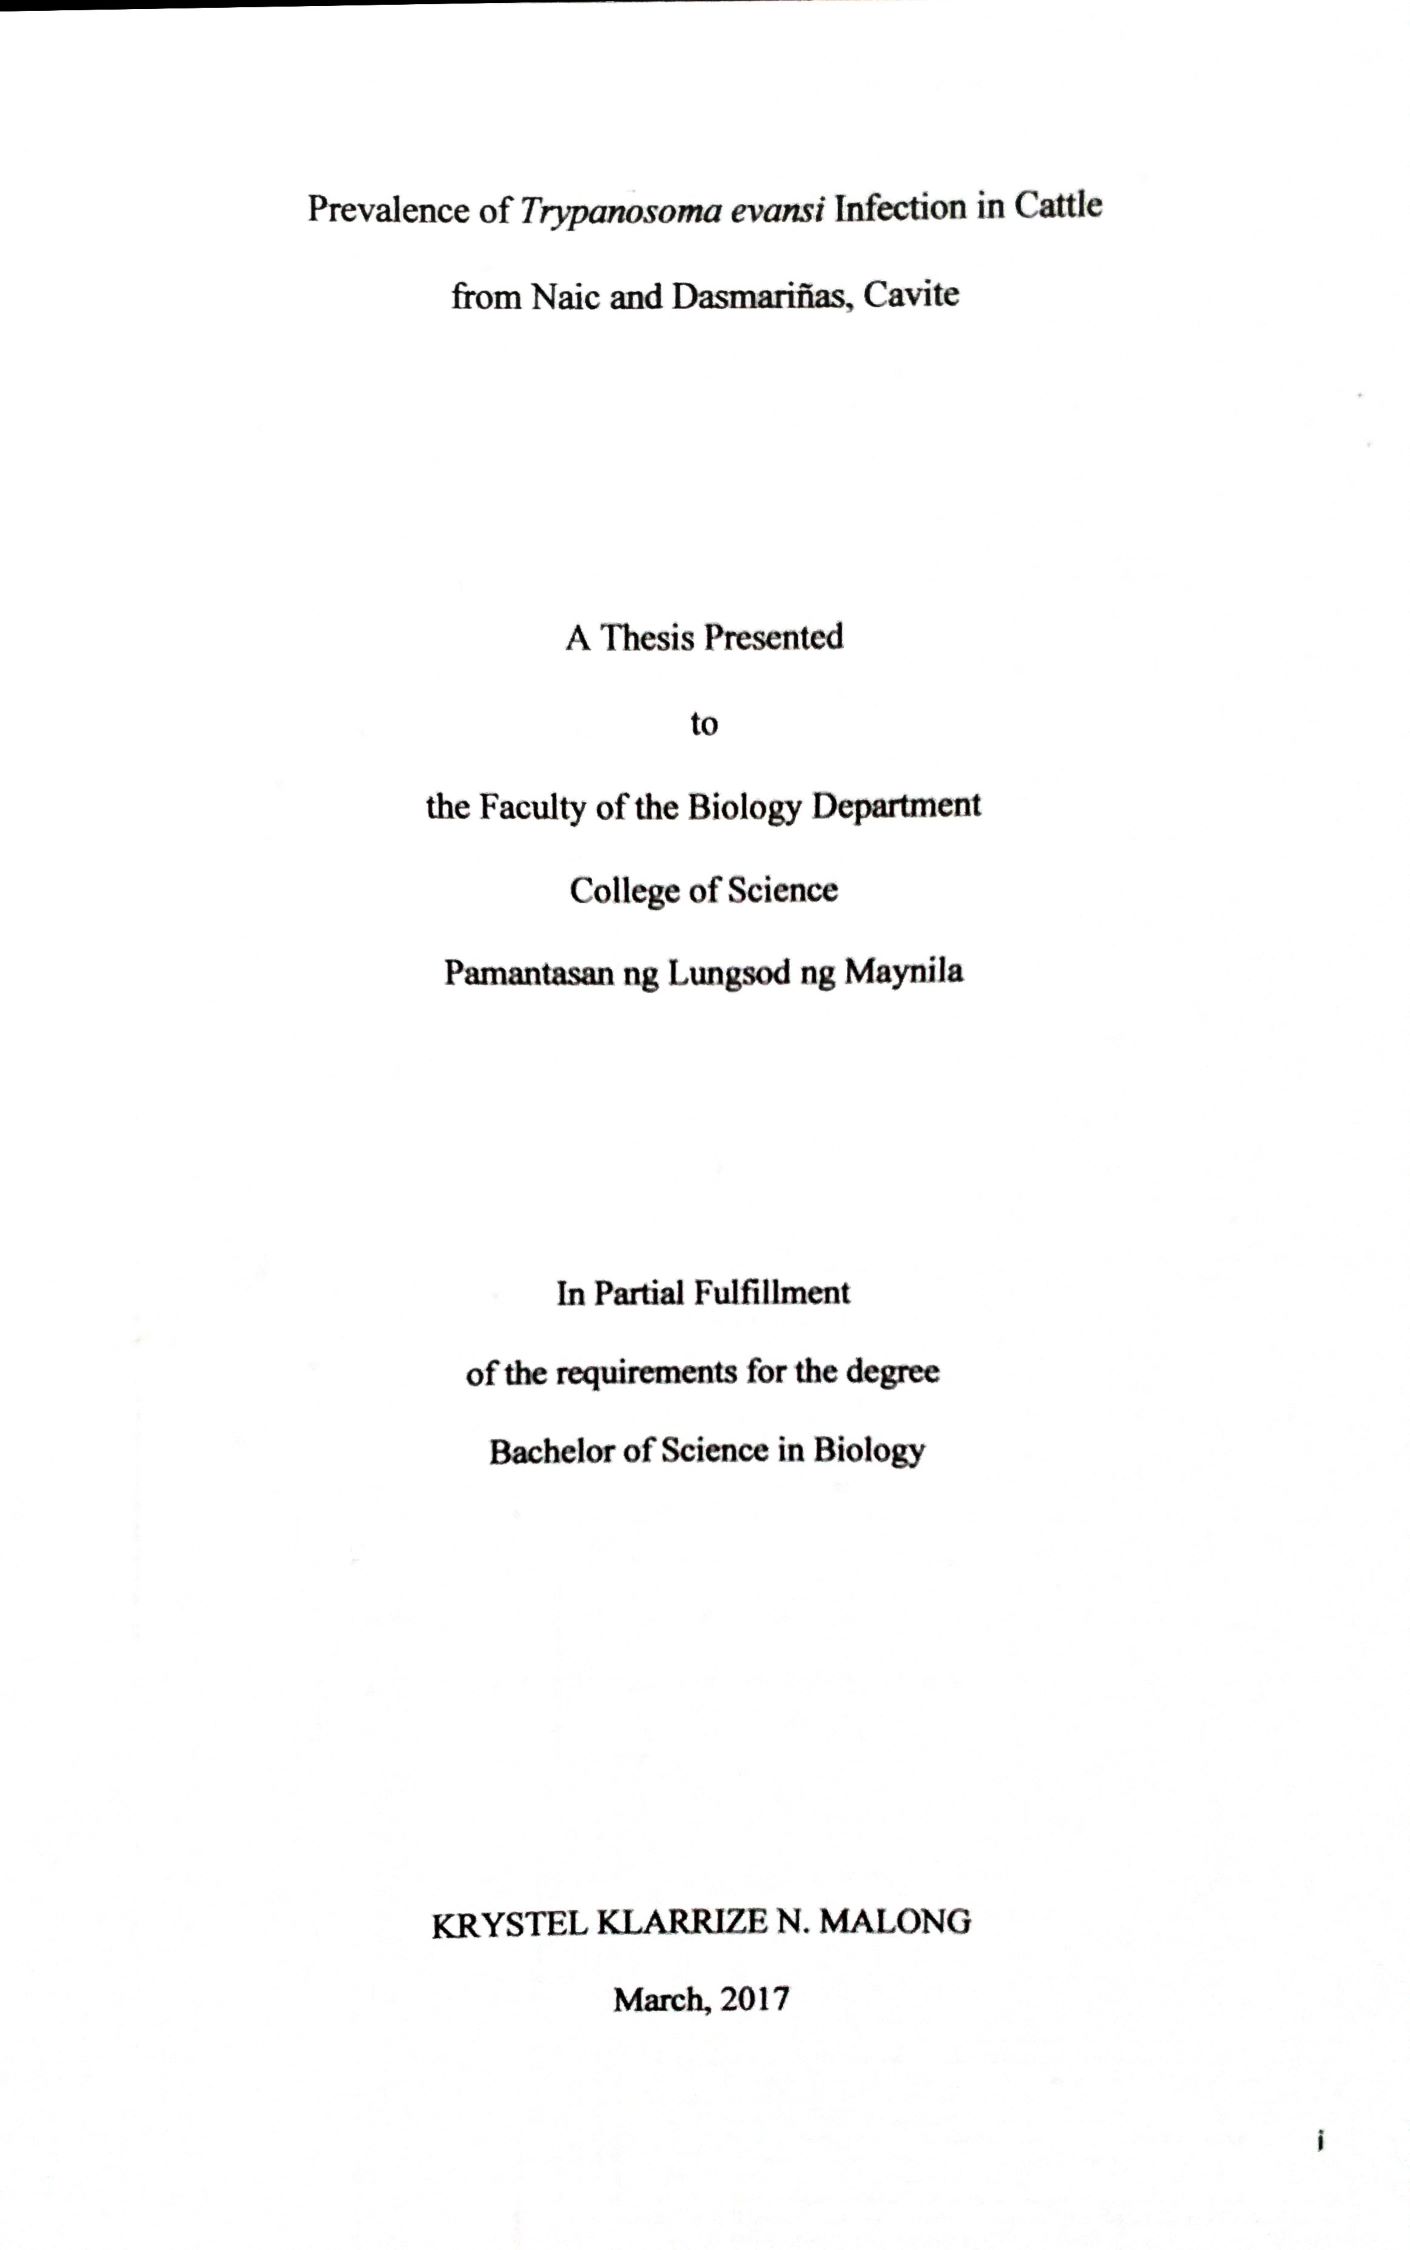 Prevalence of Trypanosoma evansi Infection in Cattle
from Naic and Dasmariñas, Cavite
A Thesis Presented
to
the Faculty of the Biology Department
College of Science
Pamantasan ng Lungsod ng Maynila
In Partial Fulfillment
of the requirements for the degree
Bachelor of Science in Biology
KRYSTEL KLARRIZE N. MALONG
March, 2017
i